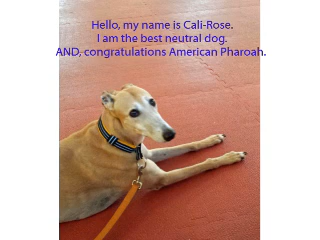 Hello, my name is Cali-Rose.
I am the best neutral dog.
AND, congratulations American Pharoah.